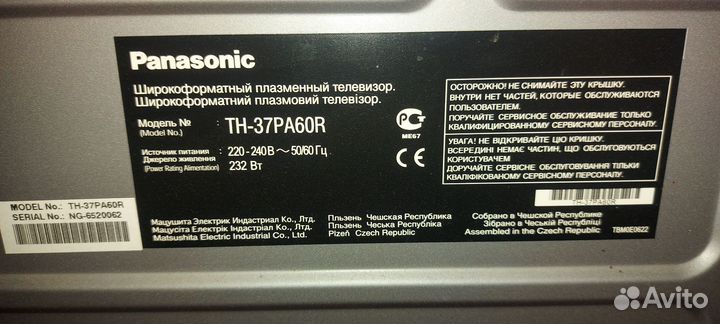 Panasonic
Широкоформатный плазменный телевизор.
Широкоформатний плазмовий телевізор.
Модель №
(Model No.)
: TH-37PA60R
Источник питания
Джерело живлення
(Power Rating Alimentation)
: 220-240В ~ 50/60 Гц
232 Вт
ME67
CE
ОСТОРОЖНО! НЕ СНИМАЙТЕ ЭТУ КРЫШКУ.
ВНУТРИ НЕТ ЧАСТЕЙ, КОТОРЫЕ ОБСЛУЖИВАЮТСЯ
ПОЛЬЗОВАТЕЛЕМ.
ПОРУЧАЙТЕ СЕРВИСНОЕ ОБСЛУЖИВАНИЕ ТОЛЬКО
КВАЛИФИЦИРОВАННОМУ СЕРВИСНОМУ ПЕРСОНАЛУ.
УВАГА! НЕ ВІДКРИВАЙТЕ ЦЮ КРИШКУ.
ВСЕРЕДИНІ НЕМАЄ ЧАСТИН, ЩО ОБСЛУГОВУЮТЬСЯ
КОРИСТУВАЧЕМ
ДОРУЧАЙТЕ СЕРВІСНЕ ОБСЛУГОВУВАННЯ ТІЛЬКИ
КВАЛІФІКОВАНОМУ СЕРВІСНОМУ ПЕРСОНАЛУ.
TH-37PA60R
MODEL No.: TH-37PA60R
SERIAL No.: NG-6520062
Мацушита Электрик Индастриал Ко., Лтд.
Мацусіта Електрік Індастріал Ко., Лтд.
Matsushita Electric Industrial Co., Ltd.
Пльзень Чешская Республика
Пльзень Чеська Республіка
Plzeň Czech Republic
Собрано в Чешской Республике
Зібрано в Чеській Республіці
Assembled in the Czech Republic
TBM0E0622
Avito